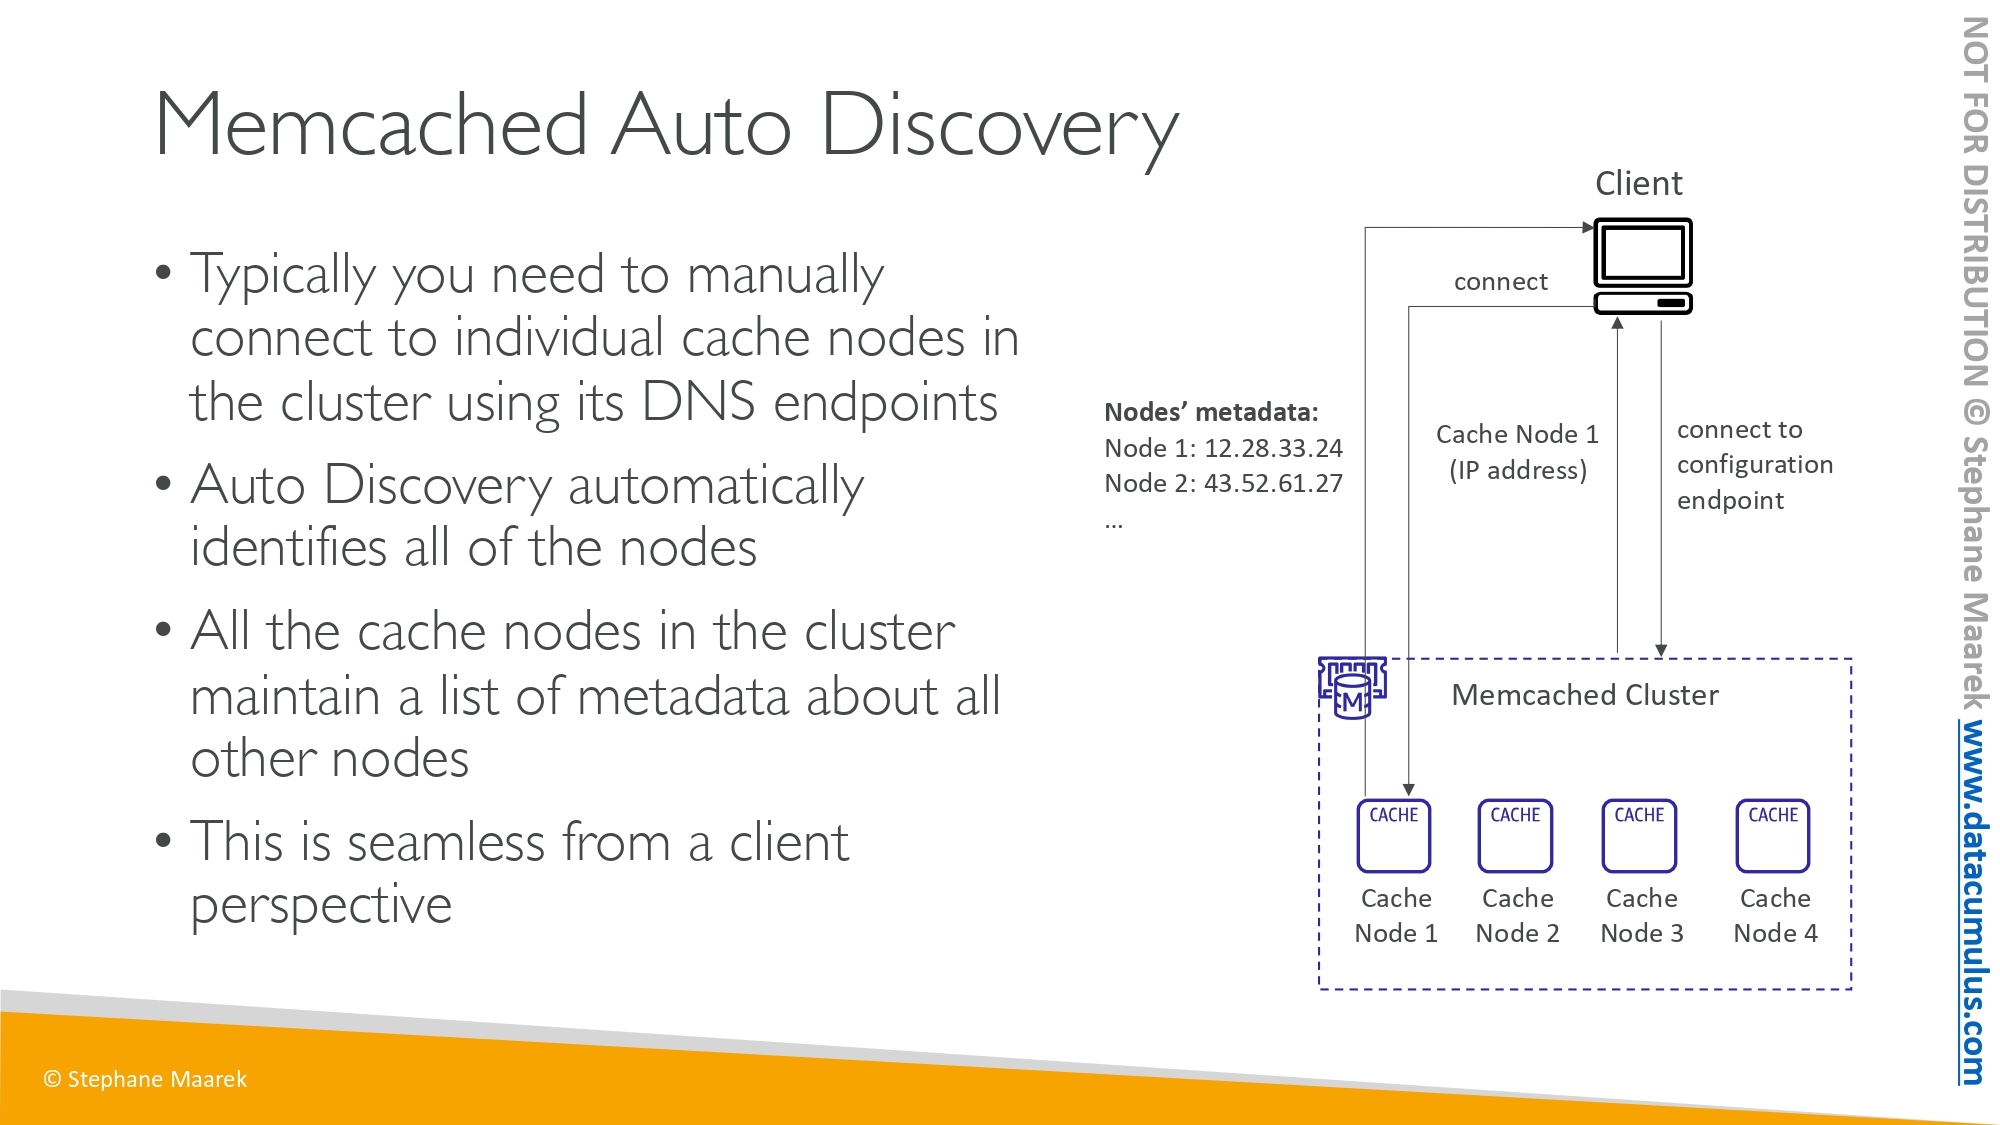 Memcached Auto Discovery
• Typically you need to manually
connect to individual cache nodes in
the cluster using its DNS endpoints
• Auto Discovery automatically
identifies all of the nodes
• All the cache nodes in the cluster
maintain a list of metadata about all
other nodes
• This is seamless from a client
perspective
Client
connect
Nodes’ metadata:
Node 1: 12.28.33.24
Node 2: 43.52.61.27
...
Cache Node 1
(IP address)
connect to
configuration
endpoint
M
Memcached Cluster
CACHE
CACHE
CACHE
CACHE
Cache
Node 1
Cache
Node 2
Cache
Node 3
Cache
Node 4
© Stephane Maarek
NOT FOR DISTRIBUTION © Stephane Maarek www.datacumulus.com